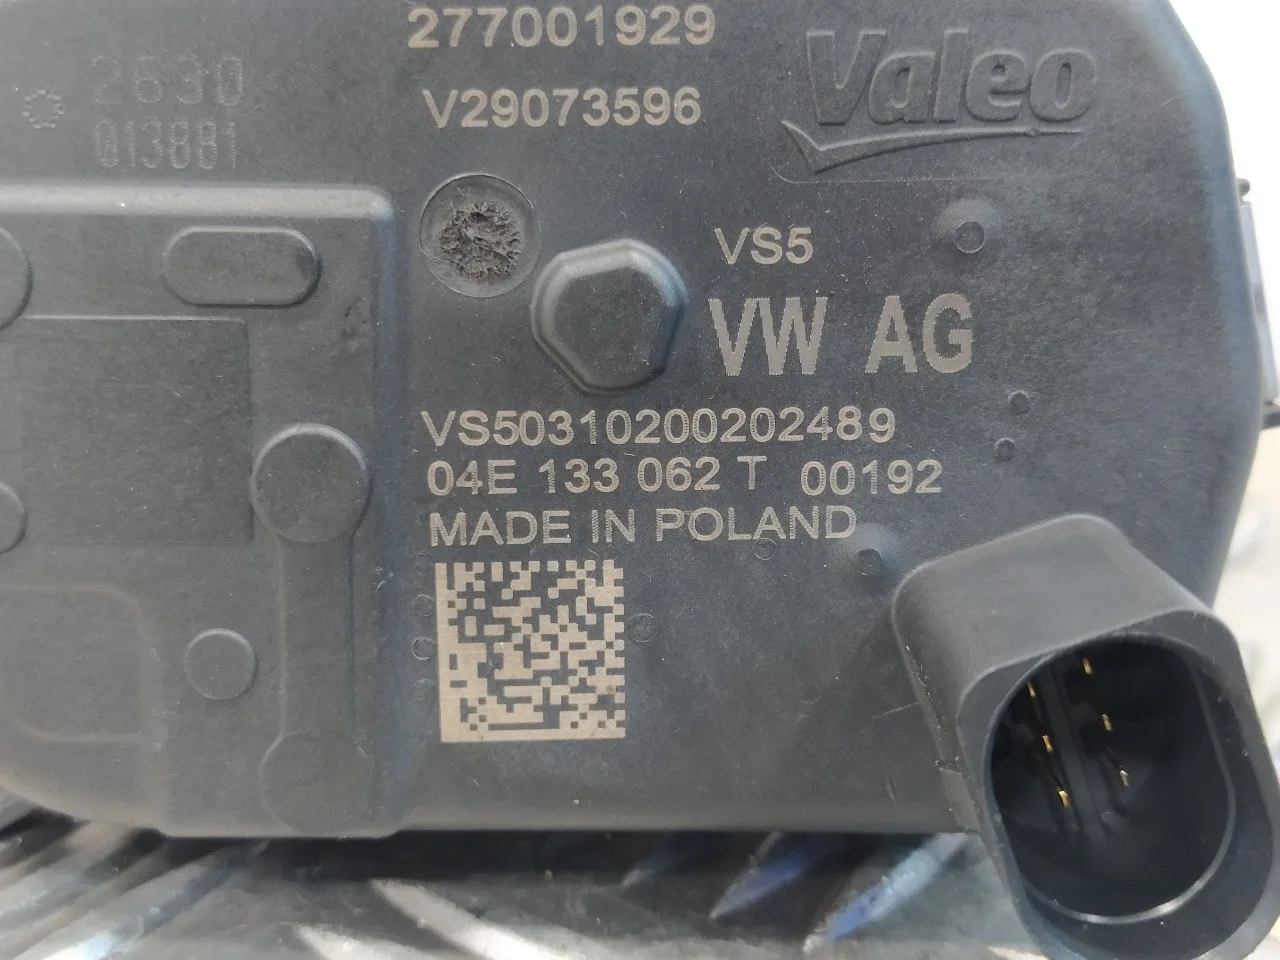 277001929
V29073596
Valeo
2630
013881
VS5
VW AG
VS50310200202489
04E 133 062 T 00192
MADE IN POLAND